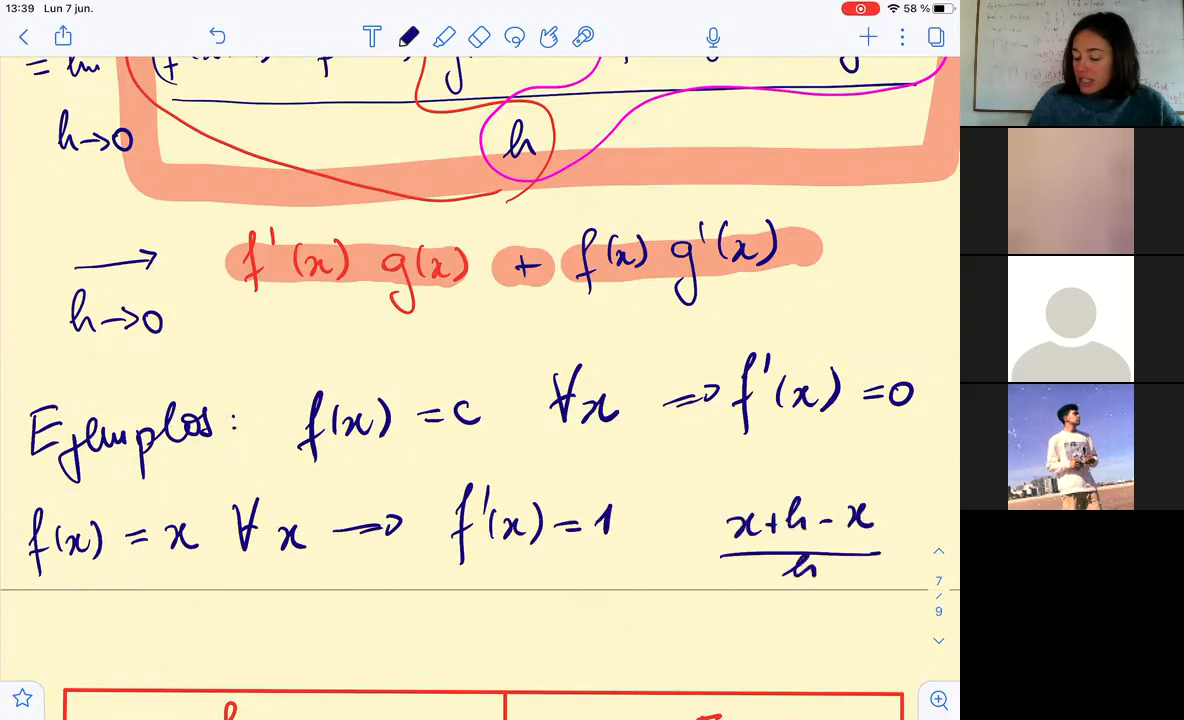 13:39 Lun 7 jun. 58 %
h→0
h
→ f'(x) g(x) + f(x) g'(x)
h→0
Ejemplos: f(x) = c ∀x ⇒ f'(x) = 0
f(x) = x ∀ x ⇒ f'(x) = 1
x+h-x
h
7
/
9